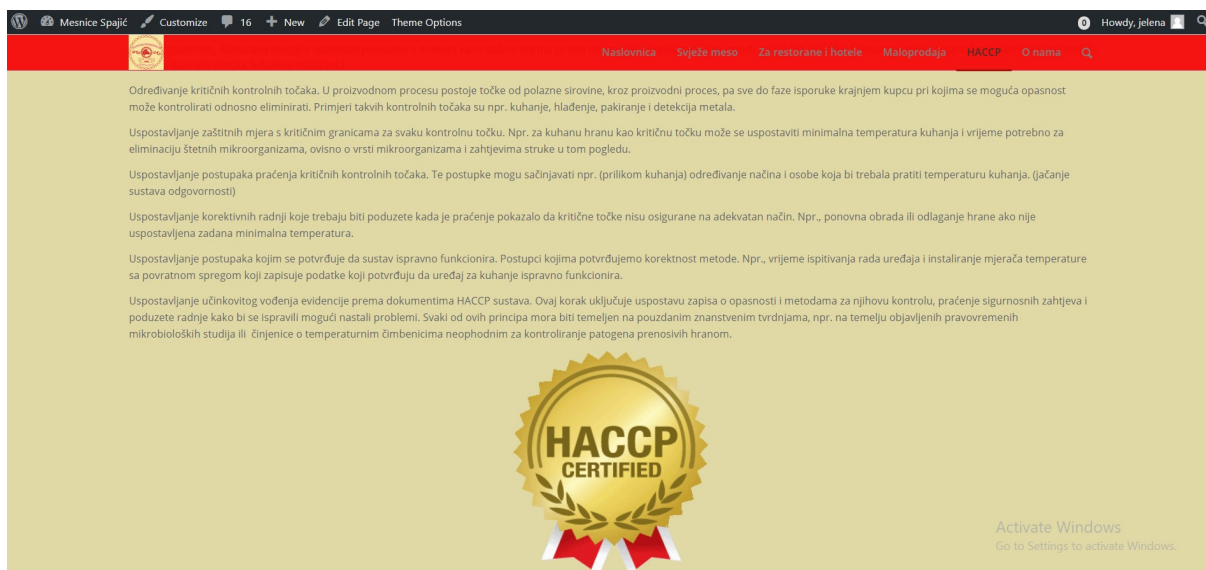 Mesnice Spajić Customize 16 New Edit Page Theme Options 0 Howdy, jelena
Naslovnica Svježe meso Za restorane i hotele Maloprodaja HACCP O nama
Određivanje kritičnih kontrolnih točaka. U proizvodnom procesu postoje točke od polazne sirovine, kroz proizvodni proces, pa sve do faze isporuke krajnjem kupcu pri kojima se moguća opasnost
može kontrolirati odnosno eliminirati. Primjeri takvih kontrolnih točaka su npr. kuhanje, hlađenje, pakiranje i detekcija metala.
Uspostavljanje zaštitnih mjera s kritičnim granicama za svaku kontrolnu točku. Npr. za kuhanu hranu kao kritičnu točku može se uspostaviti minimalna temperatura kuhanja i vrijeme potrebno za
eliminaciju štetnih mikroorganizama, ovisno o vrsti mikroorganizama i zahtjevima struke u tom pogledu.
Uspostavljanje postupaka praćenja kritičnih kontrolnih točaka. Te postupke mogu sačinjavati npr. (prilikom kuhanja) određivanje načina i osobe koja bi trebala pratiti temperaturu kuhanja. (jačanje
sustava odgovornosti)
Uspostavljanje korektivnih radnji koje trebaju biti poduzete kada je praćenje pokazalo da kritične točke nisu osigurane na adekvatan način. Npr., ponovna obrada ili odlaganje hrane ako nije
uspostavljena zadana minimalna temperatura.
Uspostavljanje postupaka kojim se potvrđuje da sustav ispravno funkcionira. Postupci kojima potvrđujemo korektnost metode. Npr., vrijeme ispitivanja rada uređaja i instaliranje mjerača temperature
sa povratnom spregom koji zapisuje podatke koji potvrđuju da uređaj za kuhanje ispravno funkcionira.
Uspostavljanje učinkovitog vođenja evidencije prema dokumentima HACCP sustava. Ovaj korak uključuje uspostavu zapisa o opasnosti i metodama za njihovu kontrolu, praćenje sigurnosnih zahtjeva i
poduzete radnje kako bi se ispravili mogući nastali problemi. Svaki od ovih principa mora biti temeljen na pouzdanim znanstvenim tvrdnjama, npr. na temelju objavljenih pravovremenih
mikrobioloških studija ili činjenice o temperaturnim čimbenicima neophodnim za kontroliranje patogena prenosivih hranom.
HACCP
CERTIFIED
Activate Windows
Go to Settings to activate Windows.